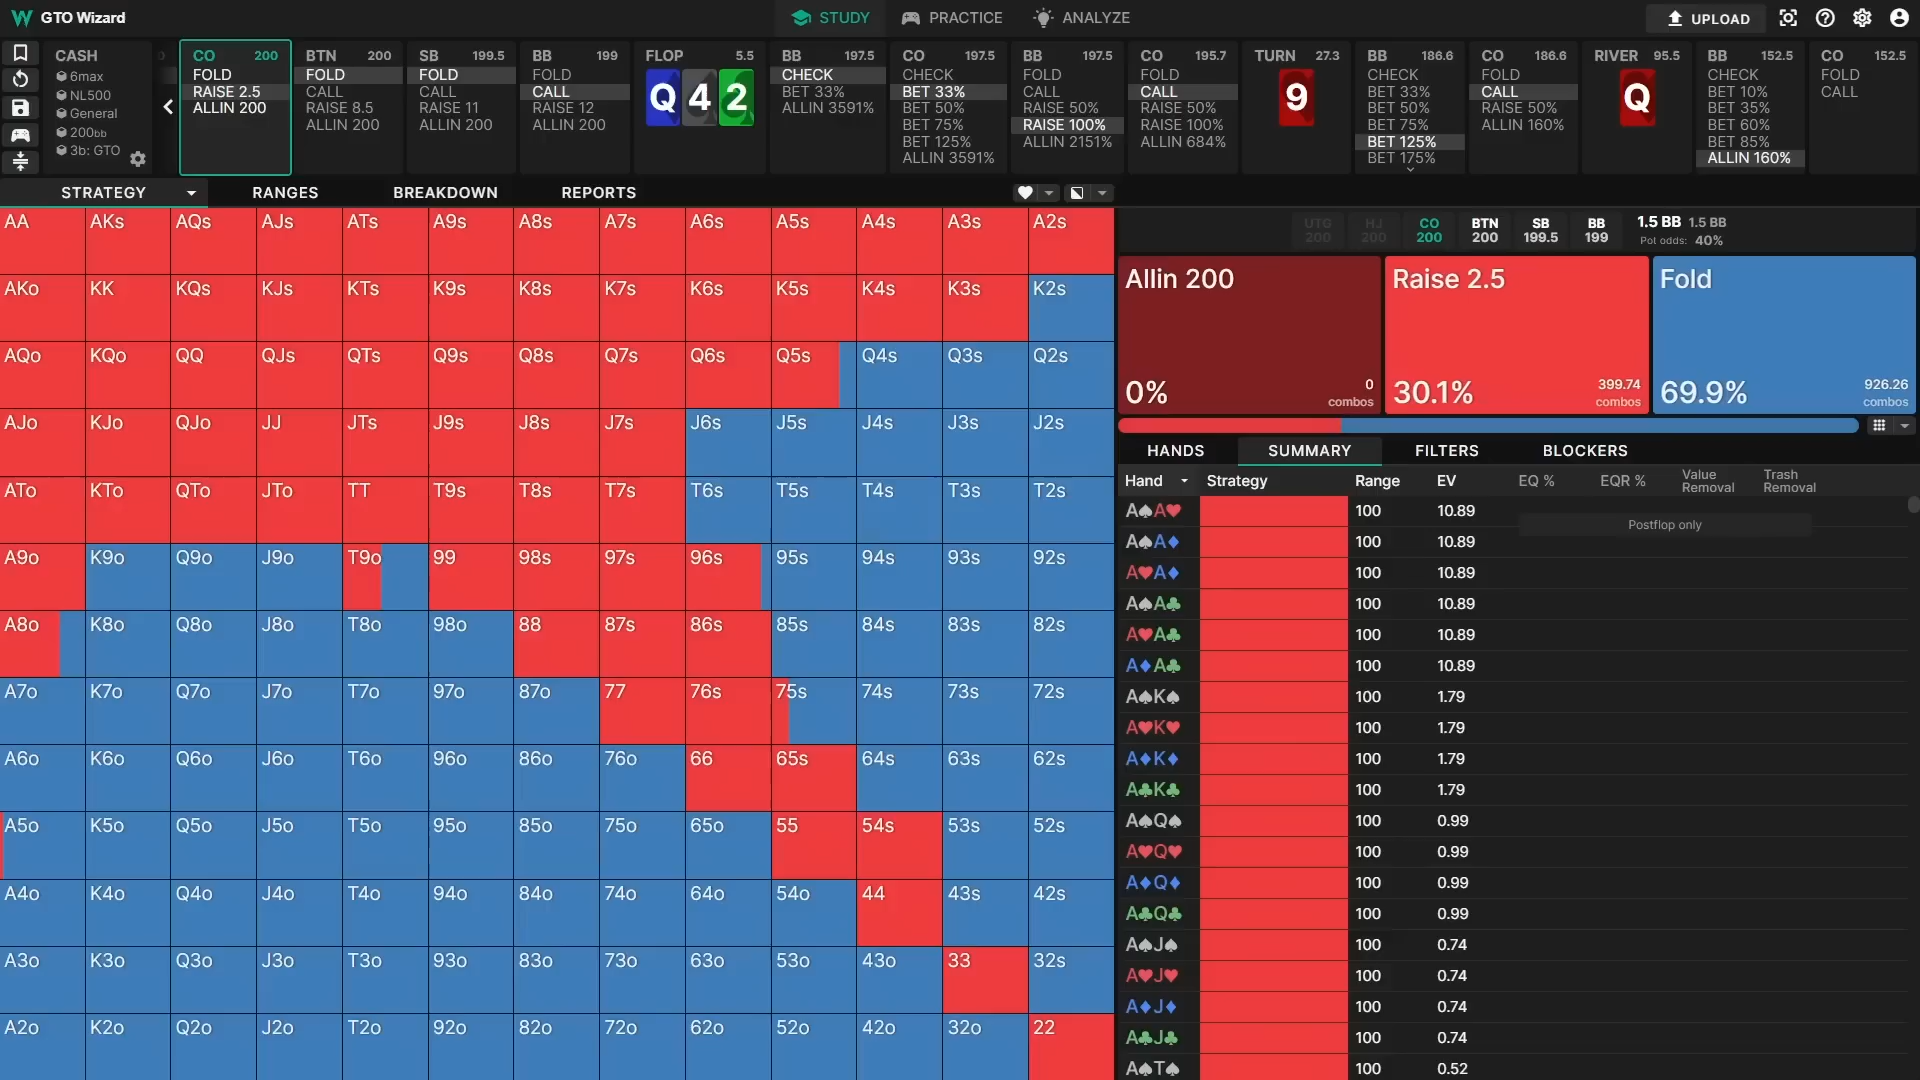 GTO Wizard
STUDY
PRACTICE
ANALYZE
UPLOAD
CASH
6max
NL500
General
200bb
3b: GTO
CO 200
FOLD
RAISE 2.5
ALLIN 200
BTN 200
FOLD
CALL
RAISE 8.5
ALLIN 200
SB 199.5
FOLD
CALL
RAISE 11
ALLIN 200
BB 199
FOLD
CALL
RAISE 12
ALLIN 200
FLOP 5.5
Q 4 2
BB 197.5
CHECK
BET 33%
ALLIN 3591%
CO 197.5
CHECK
BET 33%
BET 50%
BET 75%
BET 125%
ALLIN 3591%
BB 197.5
FOLD
CALL
RAISE 50%
RAISE 100%
ALLIN 2151%
CO 195.7
FOLD
CALL
RAISE 50%
RAISE 100%
ALLIN 684%
TURN 27.3
9
BB 186.6
CHECK
BET 33%
BET 50%
BET 75%
BET 125%
BET 175%
CO 186.6
FOLD
CALL
RAISE 50%
ALLIN 160%
RIVER 95.5
Q
BB 152.5
CHECK
BET 10%
BET 35%
BET 60%
BET 85%
ALLIN 160%
CO 152.5
FOLD
CALL
STRATEGY RANGES BREAKDOWN REPORTS
AA AKs AQs AJs ATs A9s A8s A7s A6s A5s A4s A3s A2s
AKo KK KQs KJs KTs K9s K8s K7s K6s K5s K4s K3s K2s
AQo KQo QQ QJs QTs Q9s Q8s Q7s Q6s Q5s Q4s Q3s Q2s
AJo KJo QJo JJ JTs J9s J8s J7s J6s J5s J4s J3s J2s
ATo KTo QTo JTo TT T9s T8s T7s T6s T5s T4s T3s T2s
A9o K9o Q9o J9o T9o 99 98s 97s 96s 95s 94s 93s 92s
A8o K8o Q8o J8o T8o 98o 88 87s 86s 85s 84s 83s 82s
A7o K7o Q7o J7o T7o 97o 87o 77 76s 75s 74s 73s 72s
A6o K6o Q6o J6o T6o 96o 86o 76o 66 65s 64s 63s 62s
A5o K5o Q5o J5o T5o 95o 85o 75o 65o 55 54s 53s 52s
A4o K4o Q4o J4o T4o 94o 84o 74o 64o 54o 44 43s 42s
A3o K3o Q3o J3o T3o 93o 83o 73o 63o 53o 43o 33 32s
A2o K2o Q2o J2o T2o 92o 82o 72o 62o 52o 42o 32o 22
UTG HJ CO BTN SB BB 1.5 BB 1.5 BB
200 200 200 200 199.5 199 Pot odds: 40%
Allin 200
0%
0
combos
Raise 2.5
30.1%
399.74
combos
Fold
69.9%
926.26
combos
HANDS SUMMARY FILTERS BLOCKERS
Hand Strategy Range EV EQ % EQR % Value Removal Trash Removal
Postflop only
A♠A♥ 100 10.89
A♠A♦ 100 10.89
A♥A♦ 100 10.89
A♠A♣ 100 10.89
A♥A♣ 100 10.89
A♦A♣ 100 10.89
A♠K♠ 100 1.79
A♥K♥ 100 1.79
A♦K♦ 100 1.79
A♣K♣ 100 1.79
A♠Q♠ 100 0.99
A♥Q♥ 100 0.99
A♦Q♦ 100 0.99
A♣Q♣ 100 0.99
A♠J♠ 100 0.74
A♥J♥ 100 0.74
A♦J♦ 100 0.74
A♣J♣ 100 0.74
A♠T♠ 100 0.52